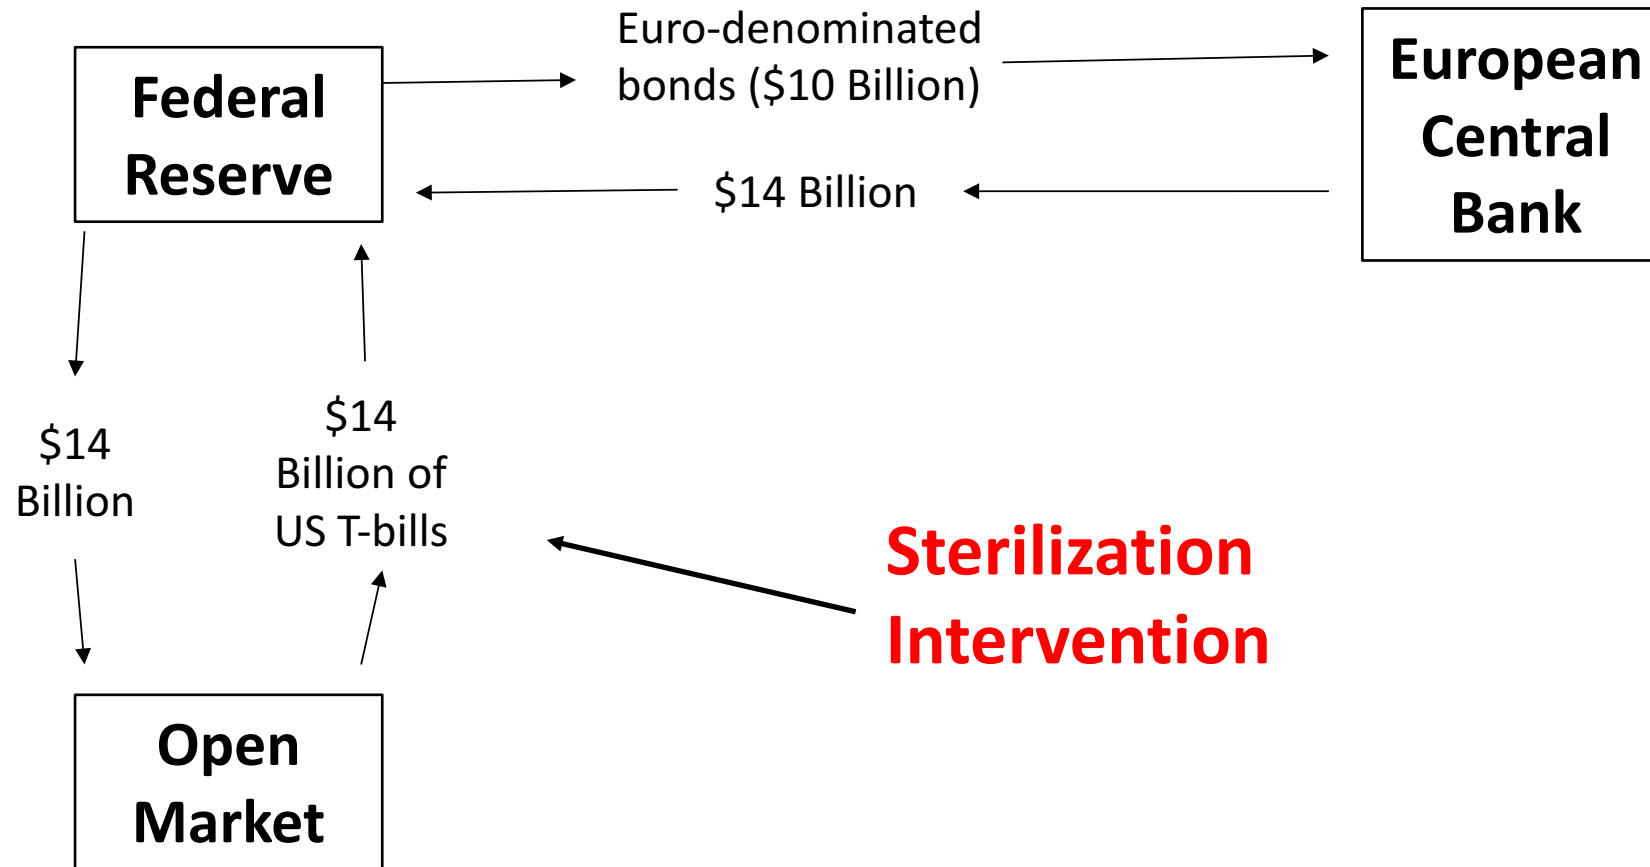 Federal
Reserve
Euro-denominated
bonds ($10 Billion)
$14 Billion
European
Central
Bank
$14
Billion
$14
Billion of
US T-bills
Sterilization
Intervention
Open
Market